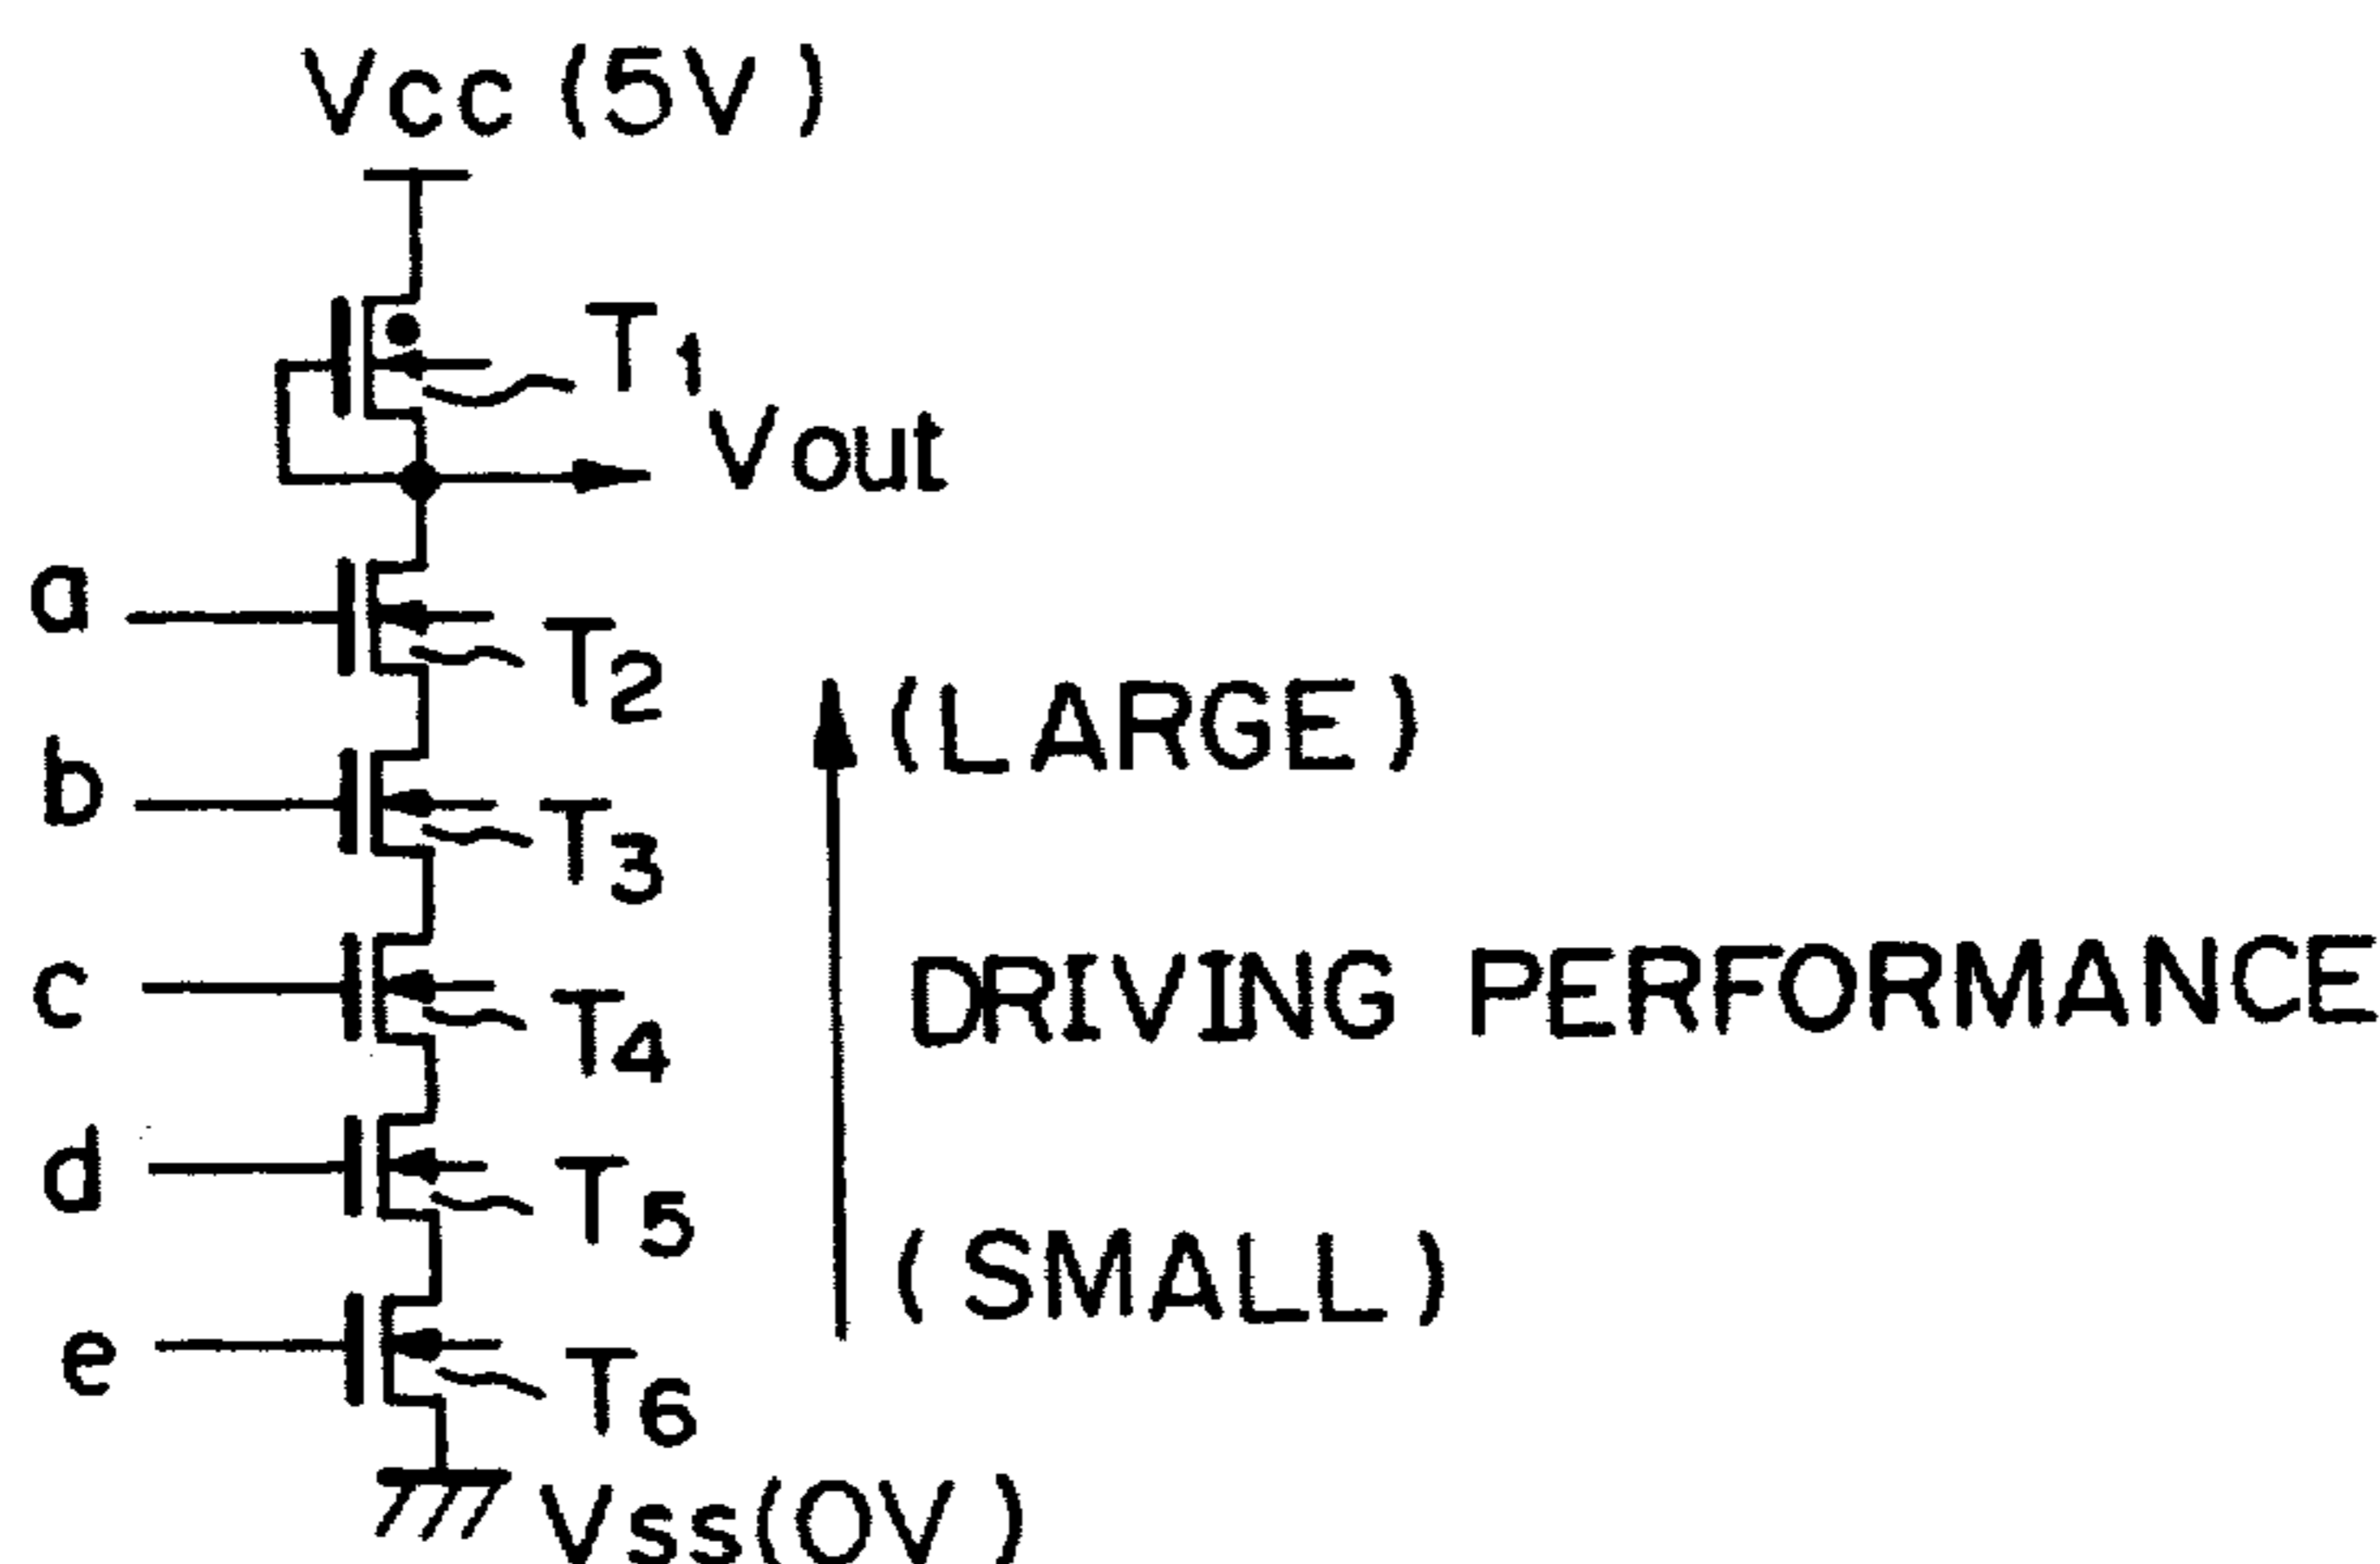 Vcc (5V)
T1
Vout
a
T2
(LARGE)
b
T3
DRIVING PERFORMANCE
c
T4
d
T5
(SMALL)
e
T6
Vss(0V)